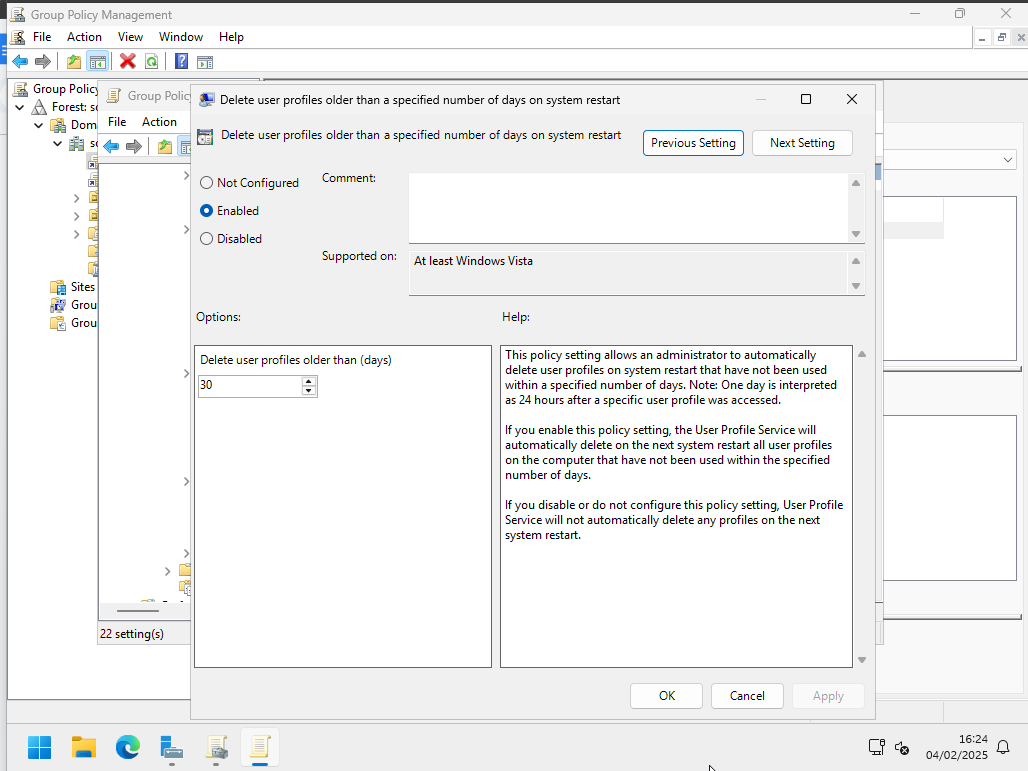 Group Policy Management
File Action View Window Help
Group Policy
Forest: sc
Dom
sc
Sites
Grou
Grou
Group Polic
File Action
22 setting(s)
Delete user profiles older than a specified number of days on system restart
Delete user profiles older than a specified number of days on system restart
Previous Setting
Next Setting
Not Configured
Enabled
Disabled
Comment:
Supported on:
At least Windows Vista
Options:
Help:
Delete user profiles older than (days)
30
This policy setting allows an administrator to automatically
delete user profiles on system restart that have not been used
within a specified number of days. Note: One day is interpreted
as 24 hours after a specific user profile was accessed.
If you enable this policy setting, the User Profile Service will
automatically delete on the next system restart all user profiles
on the computer that have not been used within the specified
number of days.
If you disable or do not configure this policy setting, User Profile
Service will not automatically delete any profiles on the next
system restart.
OK
Cancel
Apply
16:24
04/02/2025